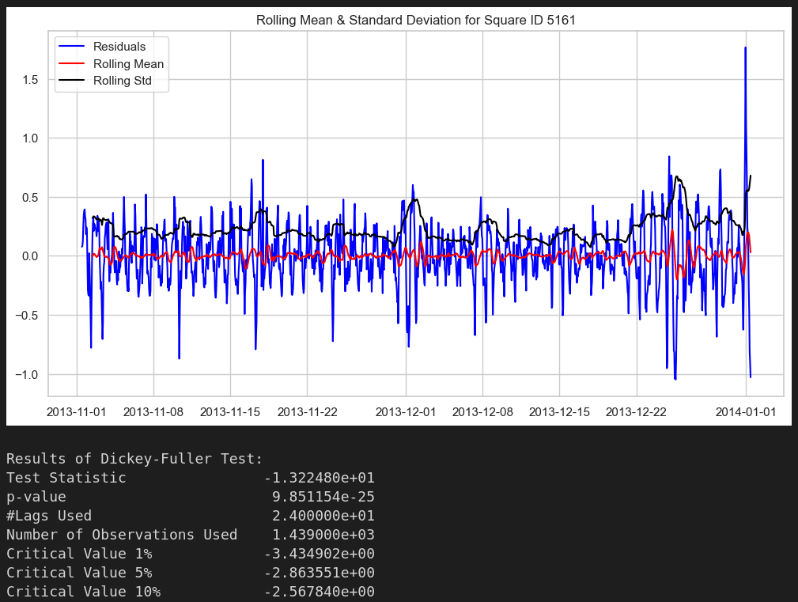 Rolling Mean & Standard Deviation for Square ID 5161
Residuals
Rolling Mean
Rolling Std
1.5
1.0
0.5
0.0
−0.5
−1.0
2013-11-01 2013-11-08 2013-11-15 2013-11-22 2013-12-01 2013-12-08 2013-12-15 2013-12-22 2014-01-01
Results of Dickey-Fuller Test:
Test Statistic -1.322480e+01
p-value 9.851154e-25
#Lags Used 2.400000e+01
Number of Observations Used 1.439000e+03
Critical Value 1% -3.434902e+00
Critical Value 5% -2.863551e+00
Critical Value 10% -2.567840e+00